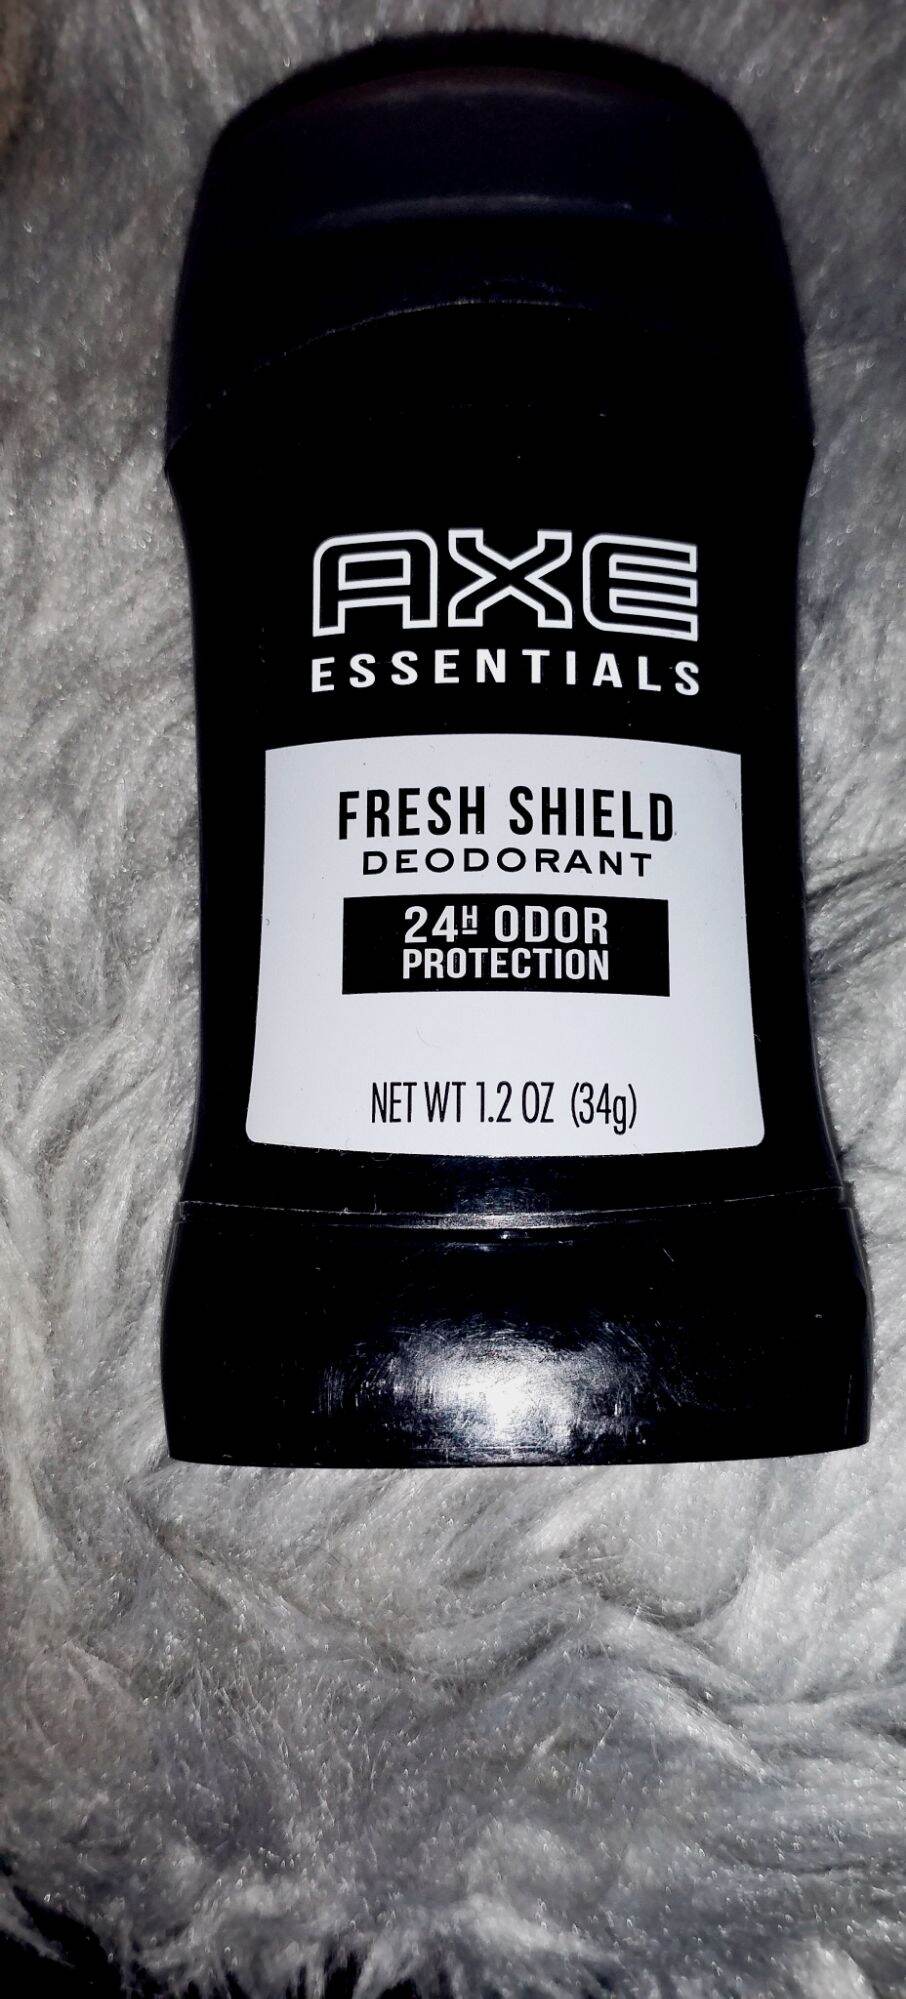 AXE
ESSENTIALS
FRESH SHIELD
DEODORANT
24H ODOR
PROTECTION
NET WT 1.2 OZ (34g)